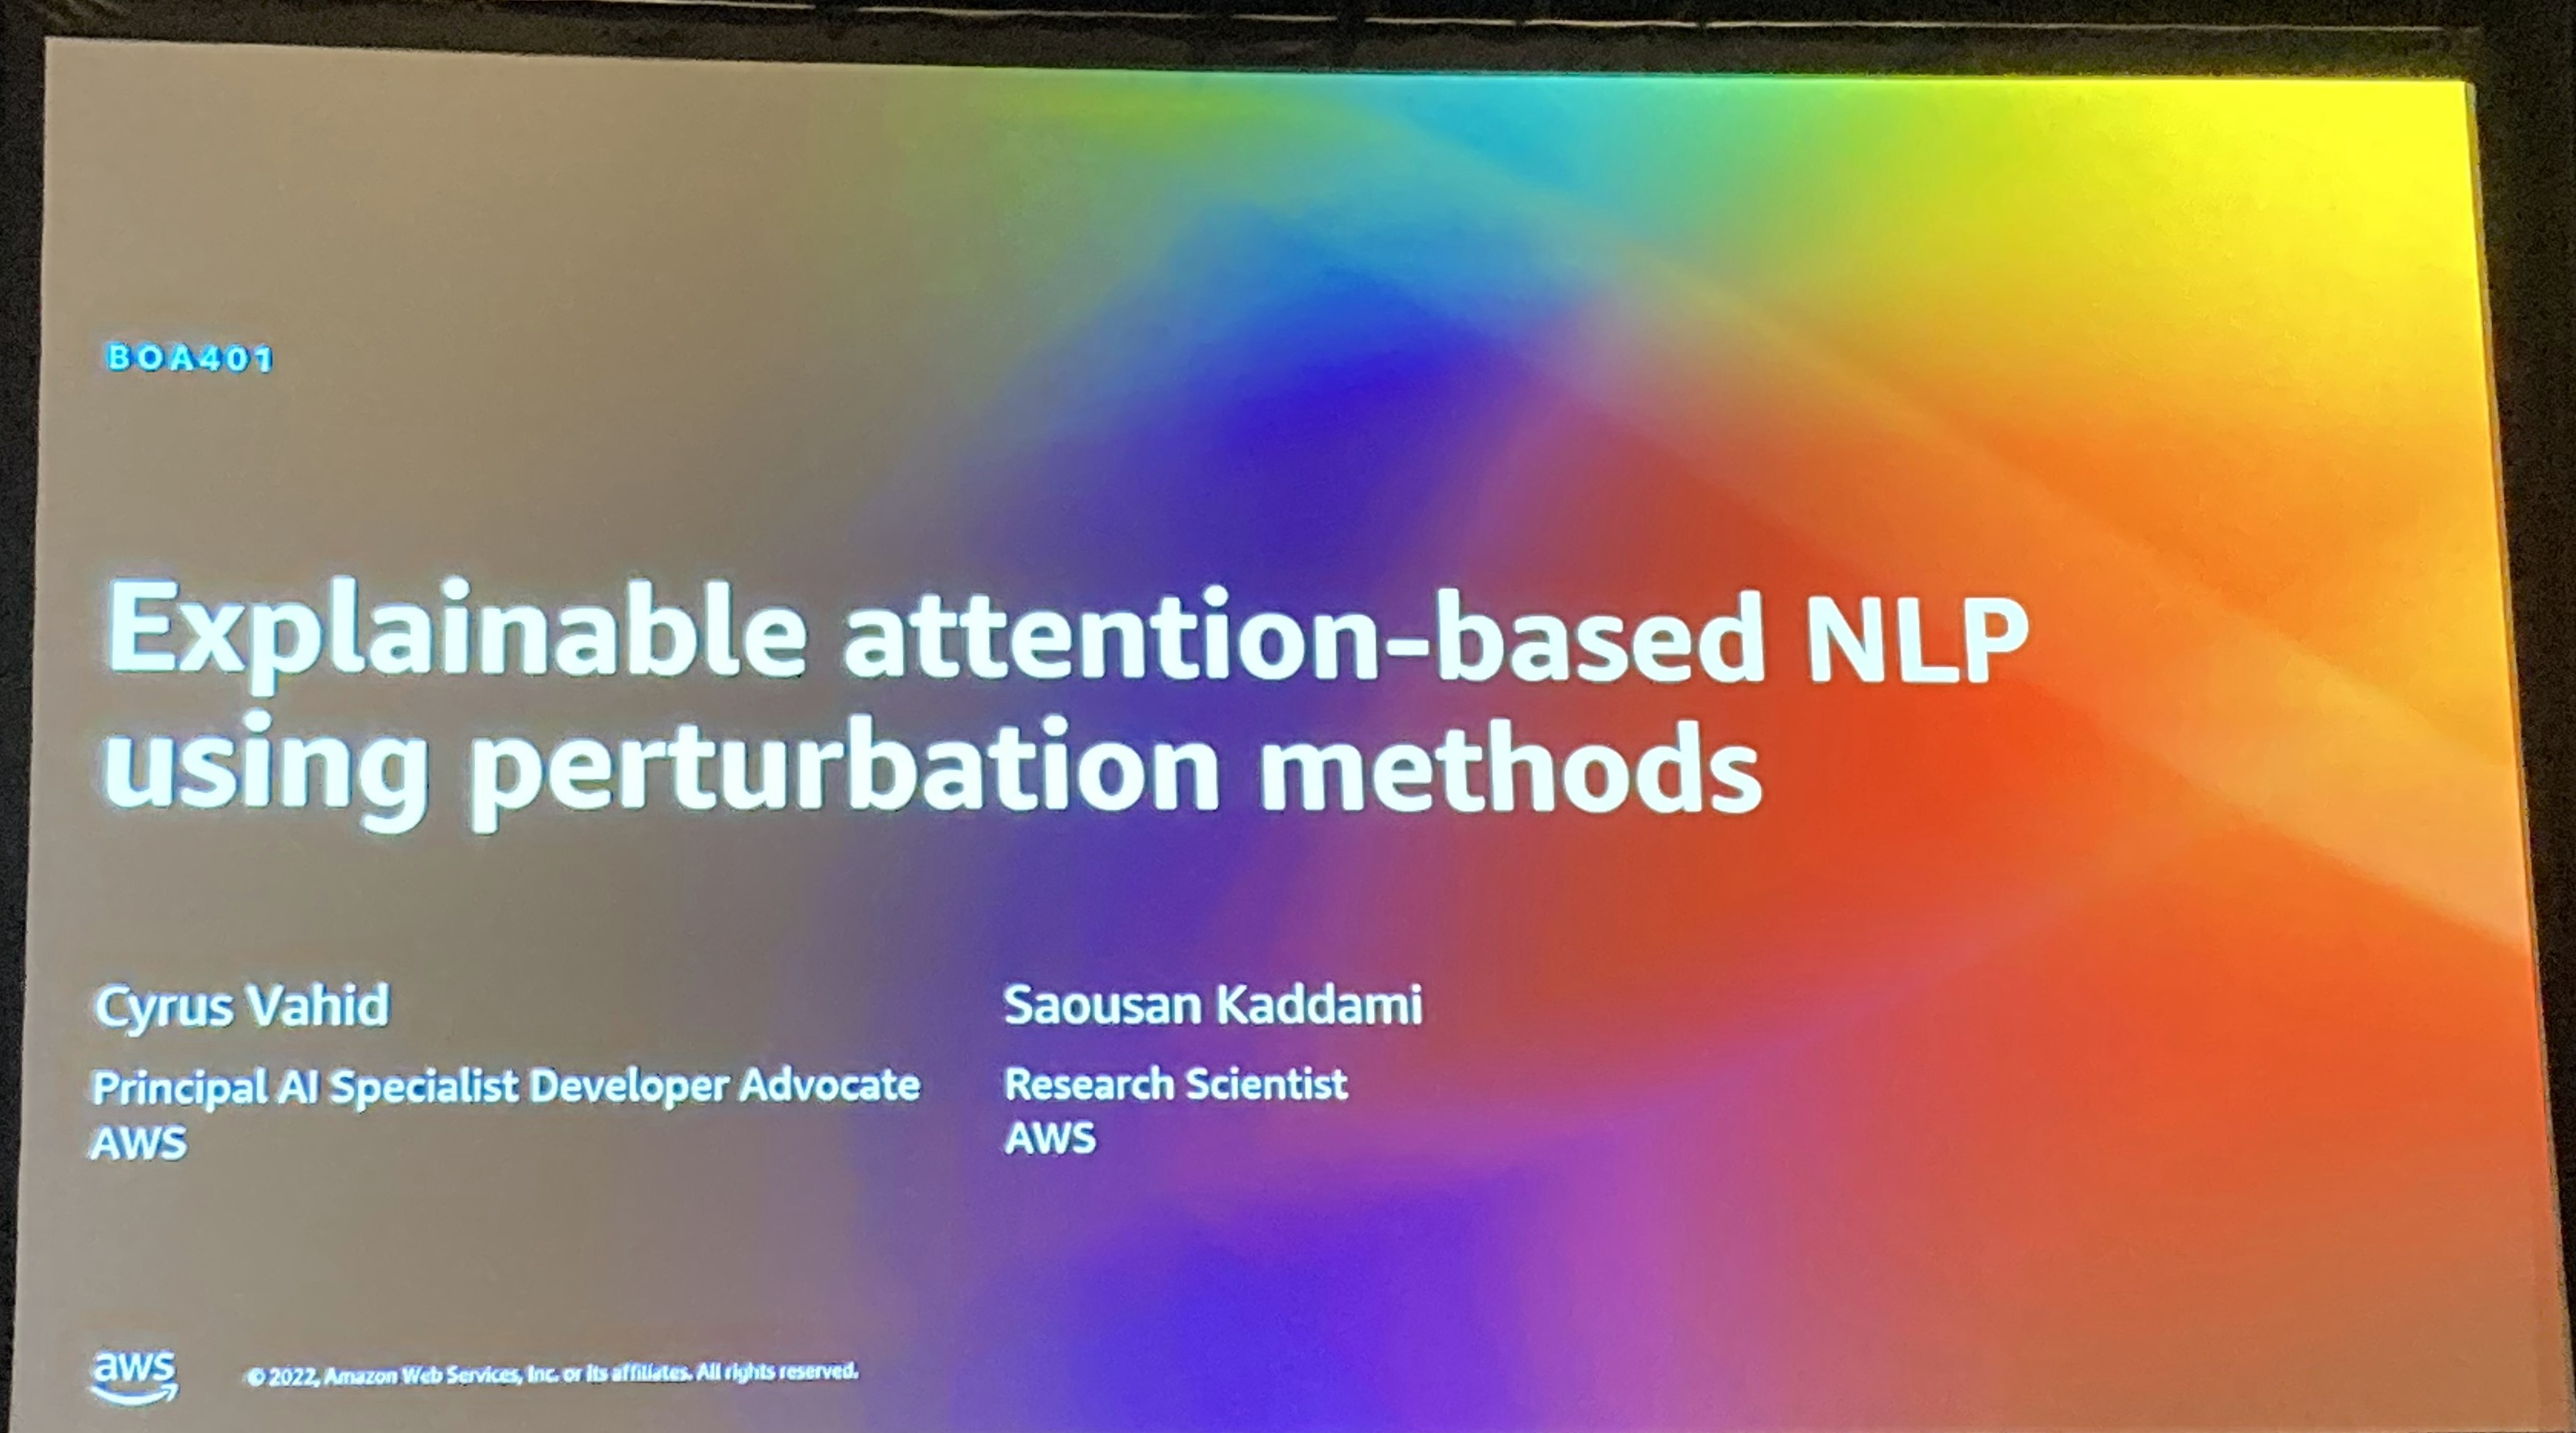 BOA401
Explainable attention-based NLP
using perturbation methods
Cyrus Vahid
Principal AI Specialist Developer Advocate
AWS
Saousan Kaddami
Research Scientist
AWS
aws
© 2022, Amazon Web Services, Inc. or its affiliates. All rights reserved.